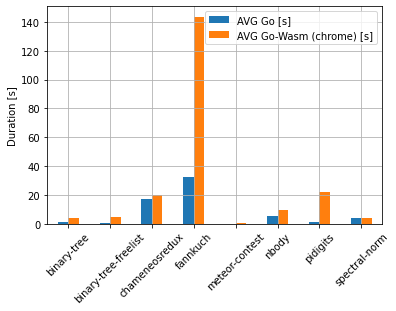 AVG Go [s]
AVG Go-Wasm (chrome) [s]
Duration [s]
140
120
100
80
60
40
20
0
binary-tree
binary-tree-freelist
chameneosredux
fannkuch
meteor-contest
nbody
pidigits
spectral-norm